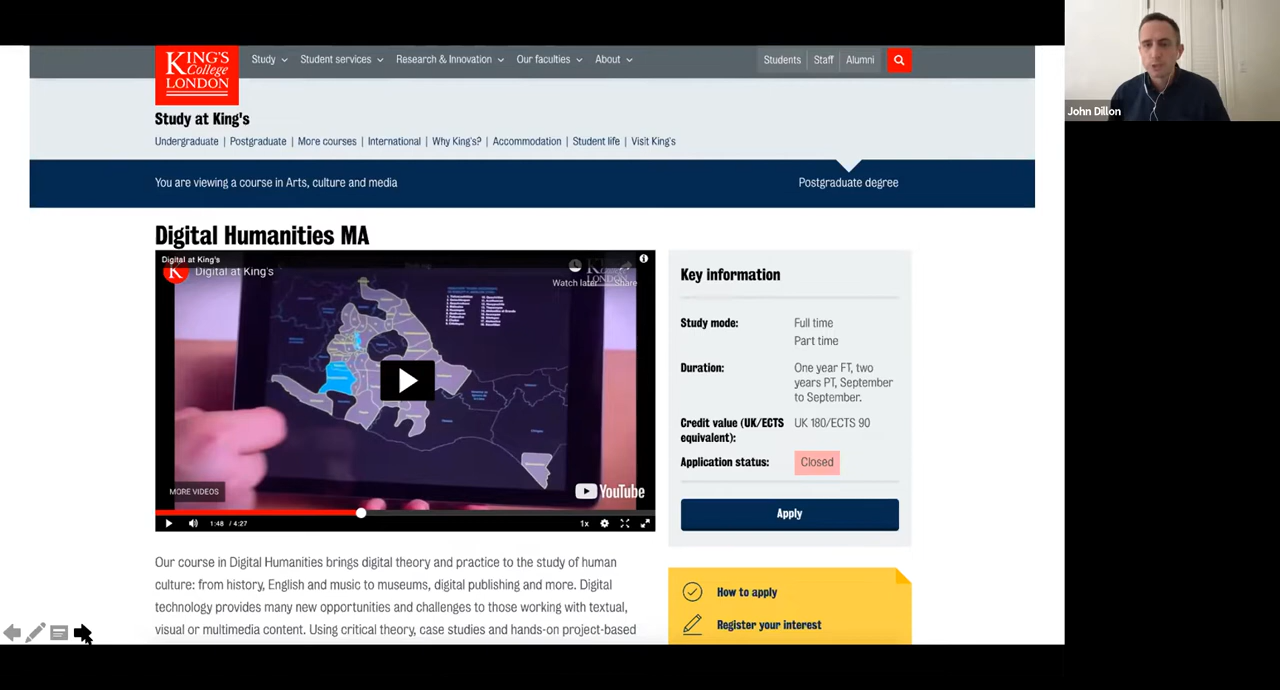 KING'S
College
LONDON
Study
Student services
Research & Innovation
Our faculties
About
Students
Staff
Alumni
John Dillon
Study at King's
Undergraduate | Postgraduate | More courses | International | Why King's? | Accommodation | Student life | Visit King's
You are viewing a course in Arts, culture and media
Postgraduate degree
Digital Humanities MA
Digital at King's
K
Digital at King's
Watch later
Share
MORE VIDEOS
YouTube
1:48 / 4:27
1x
Key information
Study mode:
Full time
Part time
Duration:
One year FT, two
years PT, September
to September.
Credit value (UK/ECTS
equivalent):
UK 180/ECTS 90
Application status:
Closed
Apply
How to apply
Register your interest
Our course in Digital Humanities brings digital theory and practice to the study of human
culture: from history, English and music to museums, digital publishing and more. Digital
technology provides many new opportunities and challenges to those working with textual,
visual or multimedia content. Using critical theory, case studies and hands-on project-based